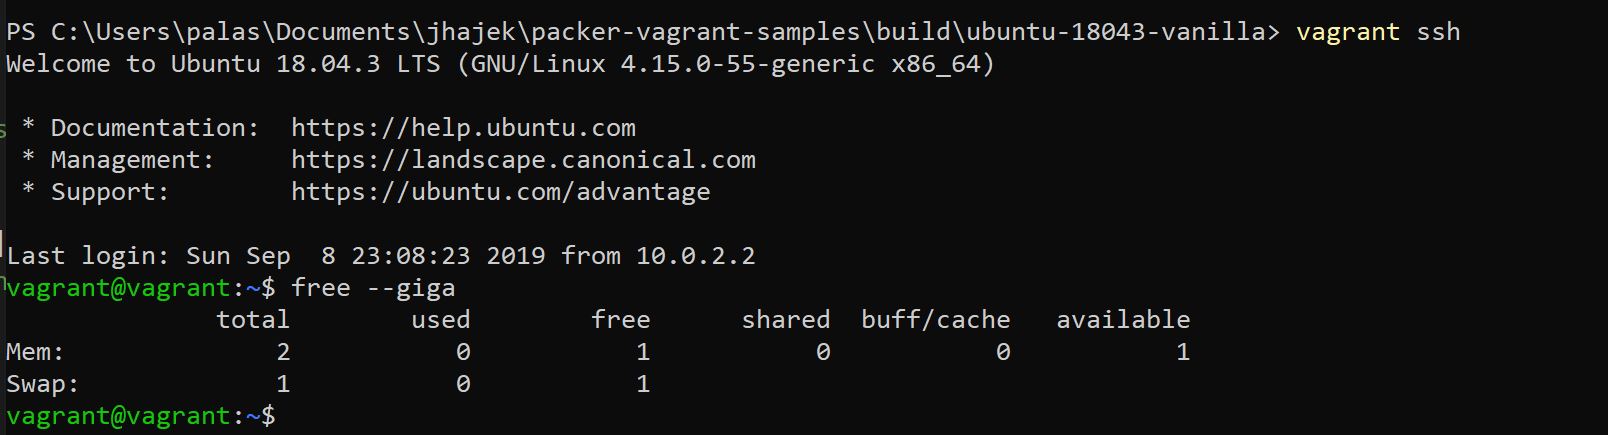 PS C:\Users\palas\Documents\jhajek\packer-vagrant-samples\build\ubuntu-18043-vanilla> vagrant ssh
Welcome to Ubuntu 18.04.3 LTS (GNU/Linux 4.15.0-55-generic x86_64)
* Documentation:  https://help.ubuntu.com
* Management:     https://landscape.canonical.com
* Support:        https://ubuntu.com/advantage
Last login: Sun Sep  8 23:08:23 2019 from 10.0.2.2
vagrant@vagrant:~$ free --giga
              total        used        free      shared  buff/cache   available
Mem:              2           0           1           0           0           1
Swap:             1           0           1
vagrant@vagrant:~$